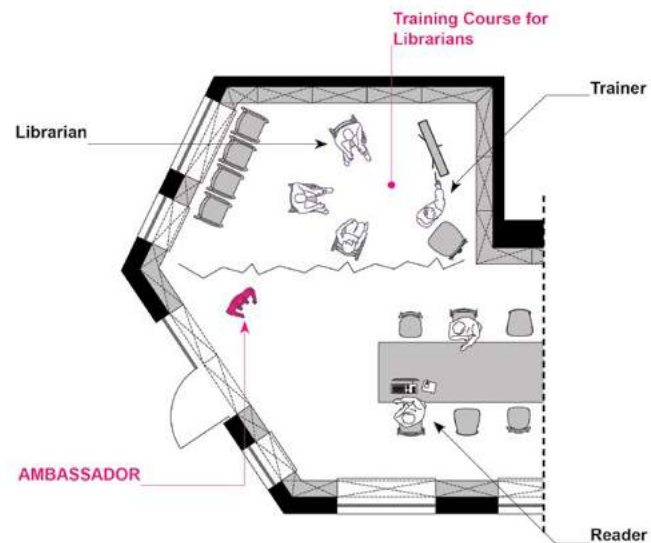 Training Course for
Librarians
Trainer
Librarian
AMBASSADOR
Reader